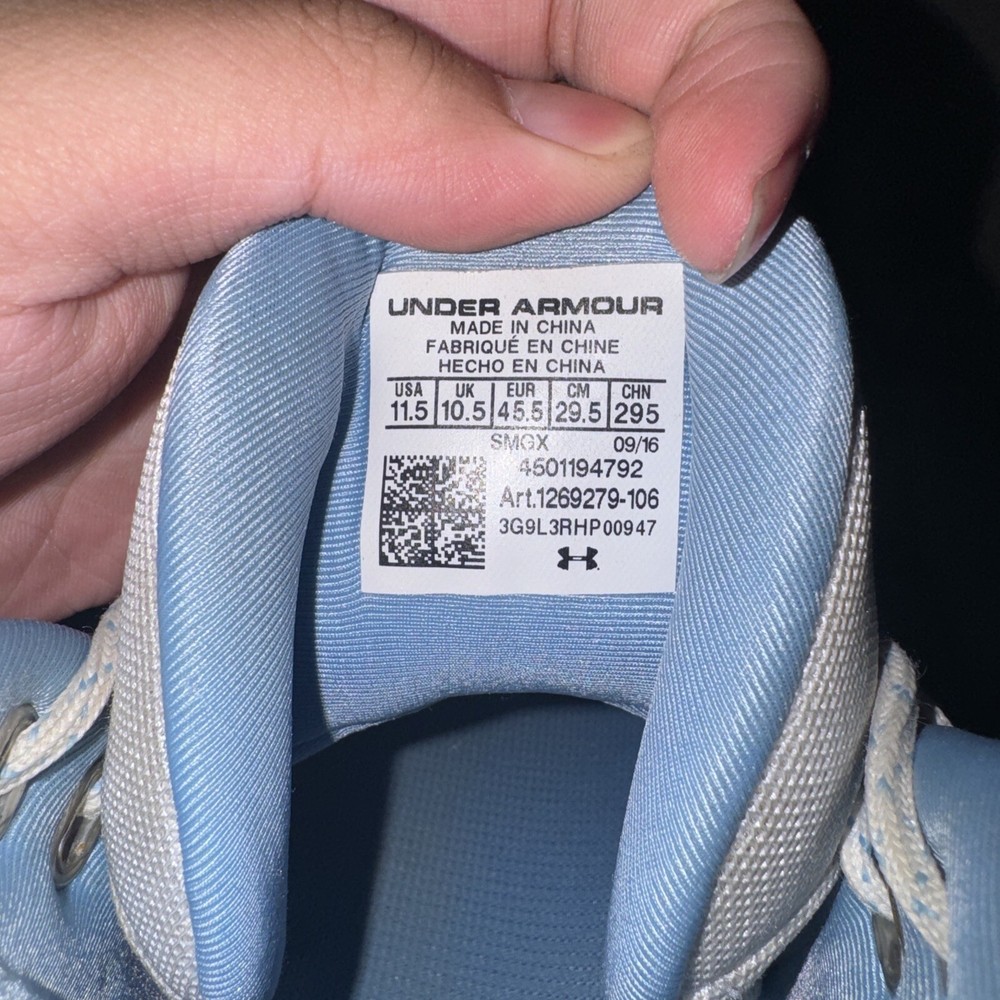 UNDER ARMOUR
MADE IN CHINA
FABRIQUÉ EN CHINE
HECHO EN CHINA
USA UK EUR CM CHN
11.5 10.5 45.5 29.5 295
SMGX 09/16
4501194792
Art.1269279-106
3G9L3RHP00947